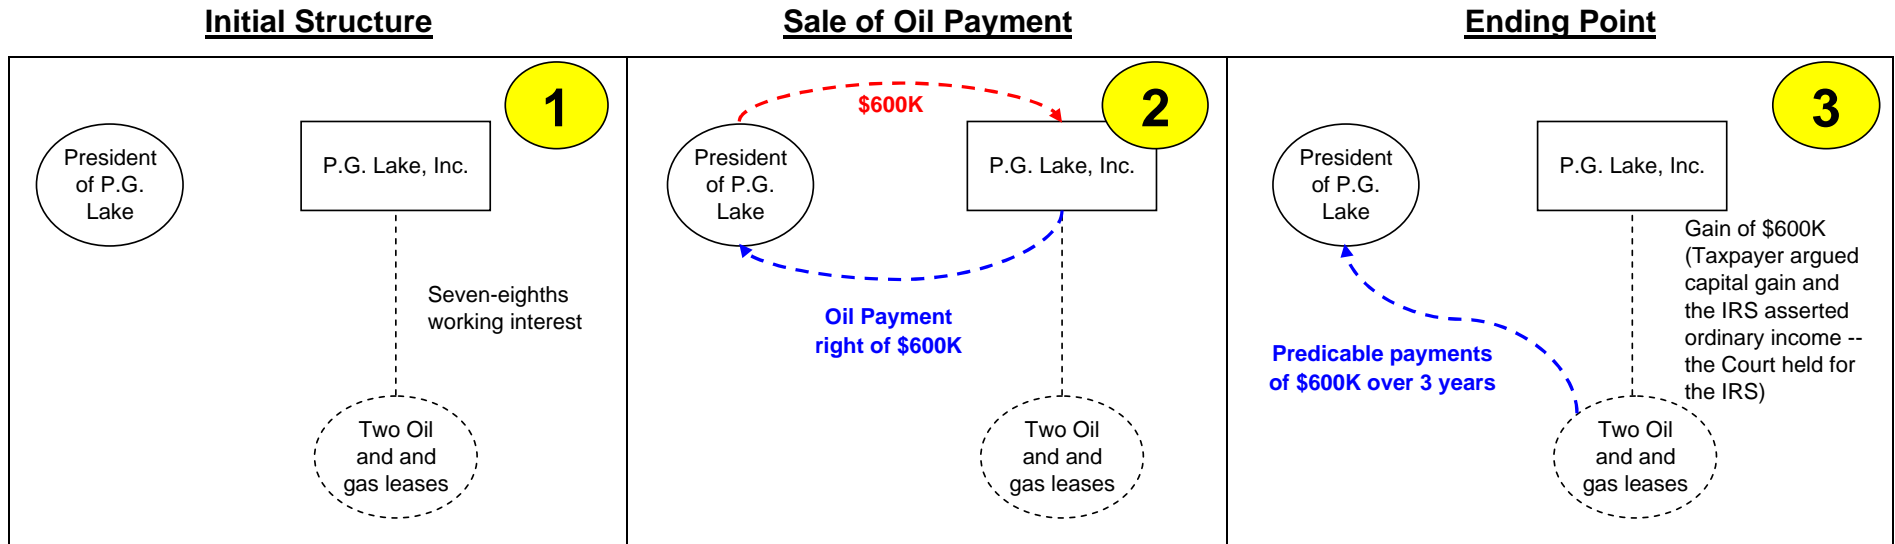 Initial Structure
Sale of Oil Payment
Ending Point
1
President
of P.G.
Lake
P.G. Lake, Inc.
Seven-eighths
working interest
Two Oil
and and
gas leases
2
$600K
President
of P.G.
Lake
P.G. Lake, Inc.
Oil Payment
right of $600K
Two Oil
and and
gas leases
3
President
of P.G.
Lake
P.G. Lake, Inc.
Gain of $600K
(Taxpayer argued
capital gain and
the IRS asserted
ordinary income --
the Court held for
the IRS)
Predicable payments
of $600K over 3 years
Two Oil
and and
gas leases